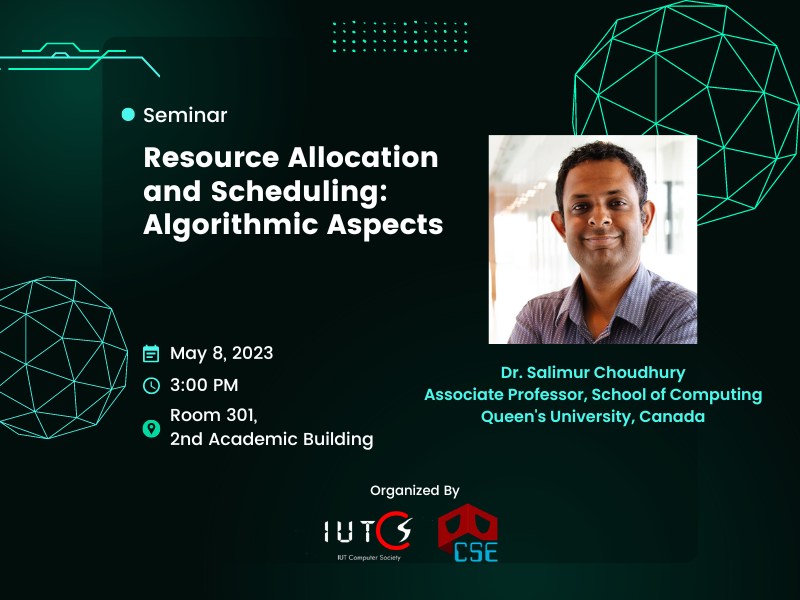 Seminar
Resource Allocation
and Scheduling:
Algorithmic Aspects
May 8, 2023
3:00 PM
Room 301,
2nd Academic Building
Dr. Salimur Choudhury
Associate Professor, School of Computing
Queen's University, Canada
Organized By
IUTCS
IUT Computer Society
CSE